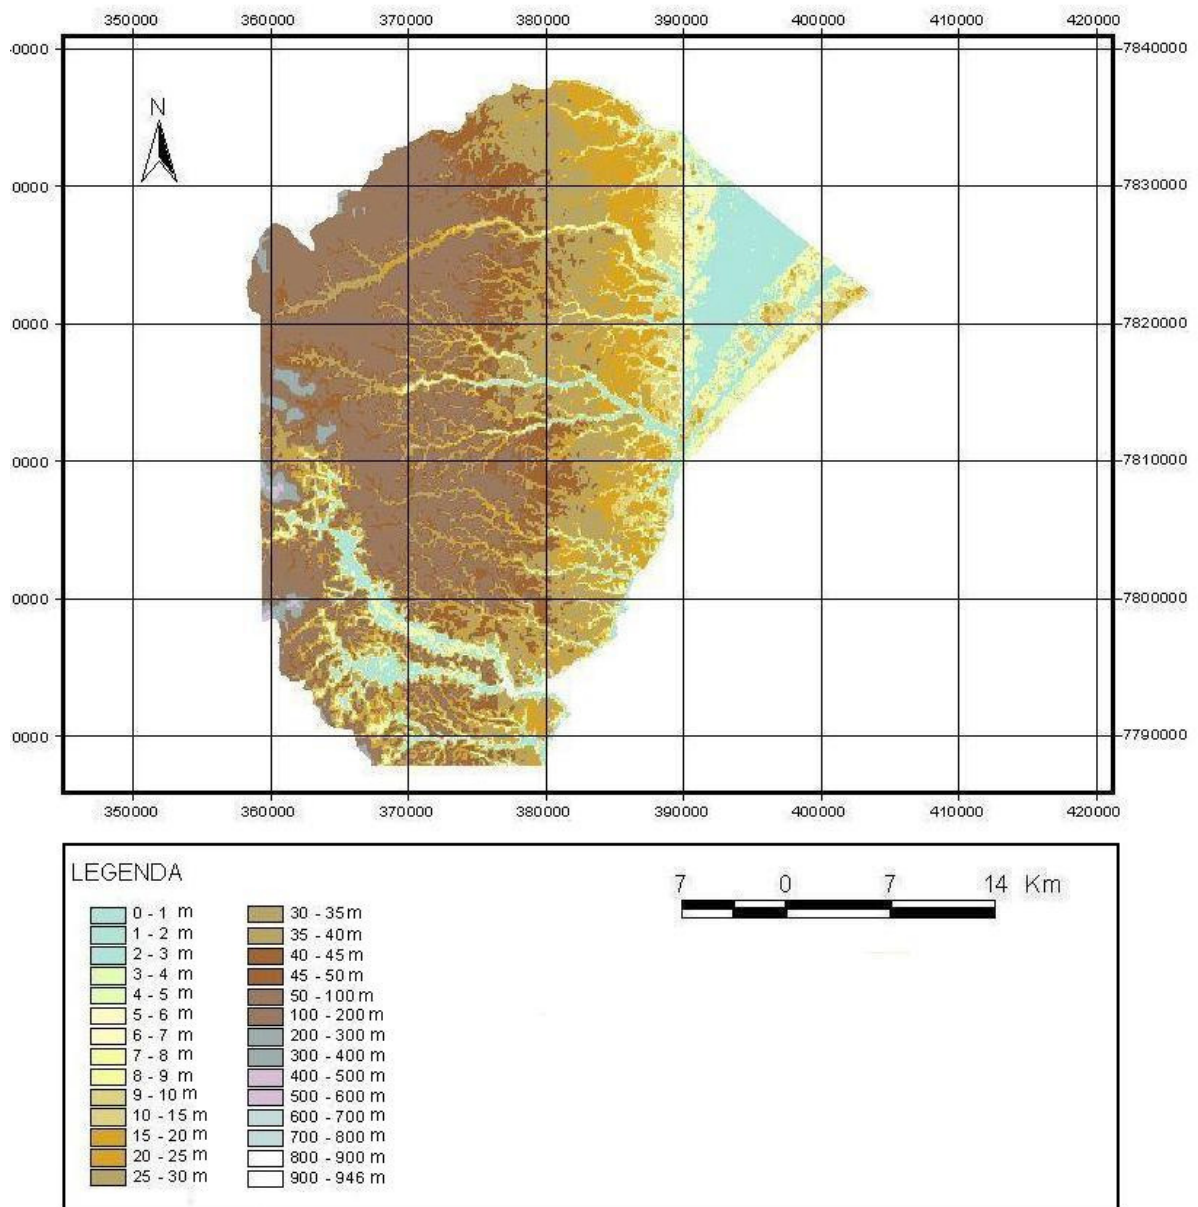 350000 360000 370000 380000 390000 400000 410000 420000
0000 7840000
N
0000 7830000
0000 7820000
0000 7810000
0000 7800000
0000 7790000
350000 360000 370000 380000 390000 400000 410000 420000
LEGENDA
7 0 7 14 Km
0 - 1 m
1 - 2 m
2 - 3 m
3 - 4 m
4 - 5 m
5 - 6 m
6 - 7 m
7 - 8 m
8 - 9 m
9 - 10 m
10 - 15 m
15 - 20 m
20 - 25 m
25 - 30 m
30 - 35 m
35 - 40 m
40 - 45 m
45 - 50 m
50 - 100 m
100 - 200 m
200 - 300 m
300 - 400 m
400 - 500 m
500 - 600 m
600 - 700 m
700 - 800 m
800 - 900 m
900 - 946 m